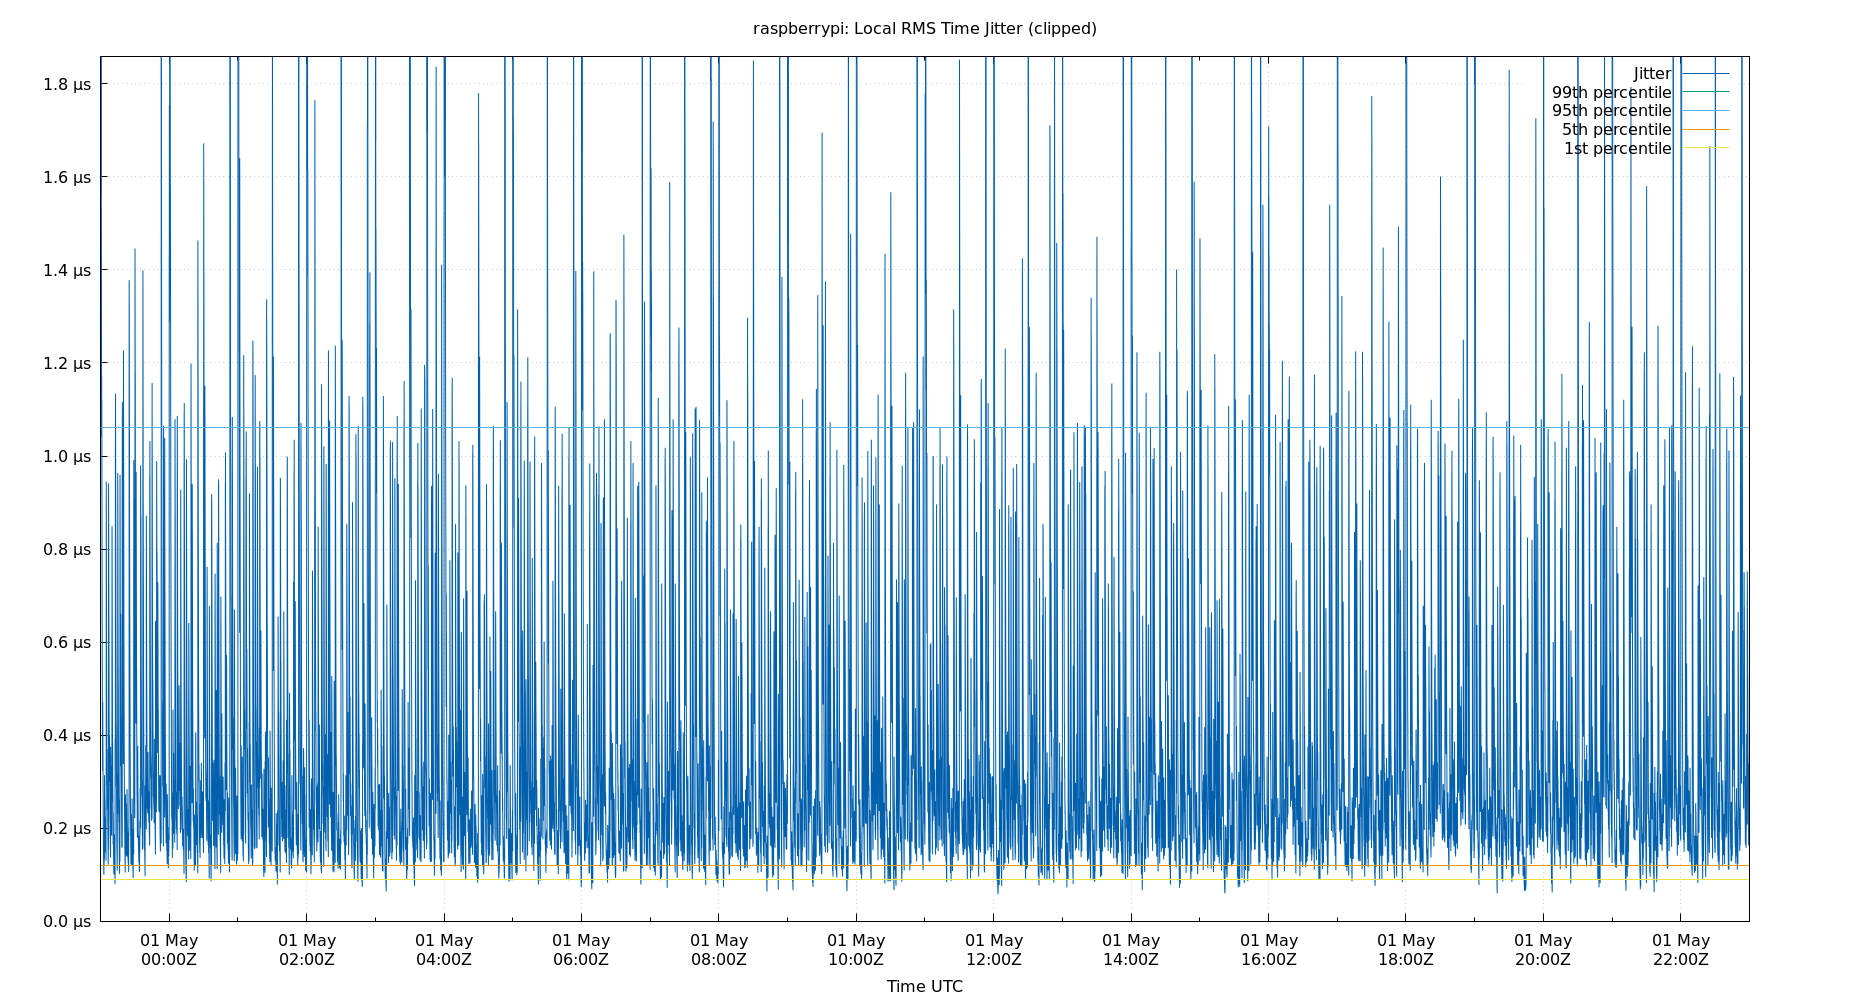 raspberrypi: Local RMS Time Jitter (clipped)
Jitter
99th percentile
95th percentile
5th percentile
1st percentile
1.8 µs
1.6 µs
1.4 µs
1.2 µs
1.0 µs
0.8 µs
0.6 µs
0.4 µs
0.2 µs
0.0 µs
01 May 01 May 01 May 01 May 01 May 01 May 01 May 01 May 01 May 01 May 01 May 01 May
00:00Z 02:00Z 04:00Z 06:00Z 08:00Z 10:00Z 12:00Z 14:00Z 16:00Z 18:00Z 20:00Z 22:00Z
Time UTC